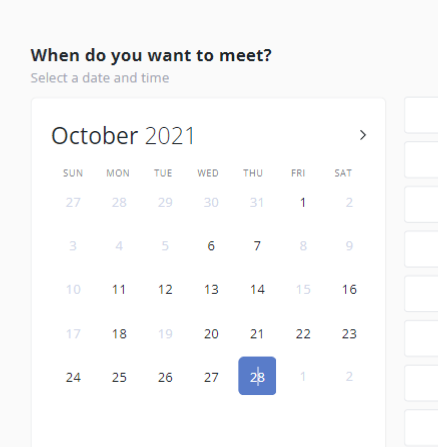 When do you want to meet?
Select a date and time
October 2021
SUN MON TUE WED THU FRI SAT
27 28 29 30 31 1 2
3 4 5 6 7 8 9
10 11 12 13 14 15 16
17 18 19 20 21 22 23
24 25 26 27 28 1 2